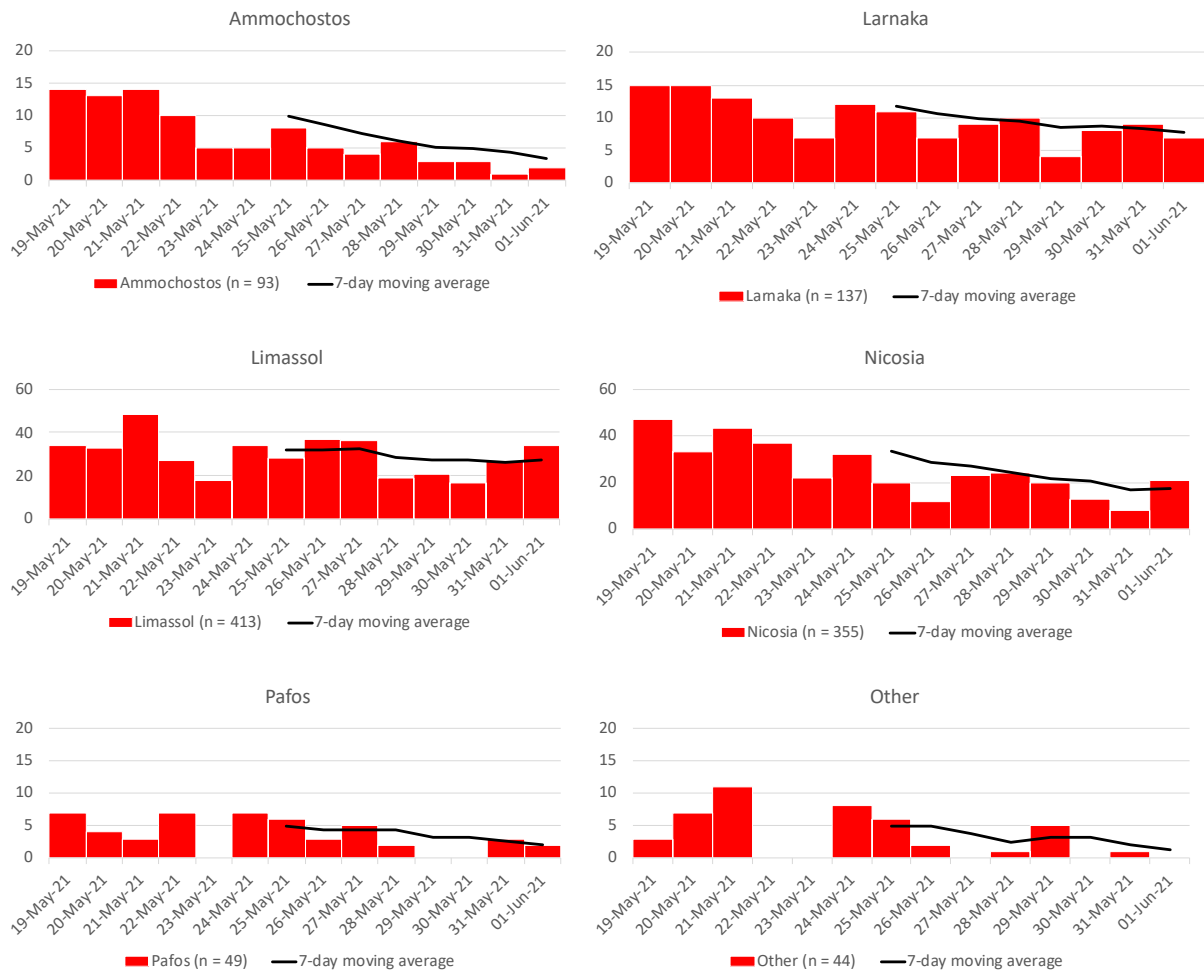 Ammochostos
20
15
10
5
0
19-May-21
20-May-21
21-May-21
22-May-21
23-May-21
24-May-21
25-May-21
26-May-21
27-May-21
28-May-21
29-May-21
30-May-21
31-May-21
01-Jun-21
Ammochostos (n = 93) 7-day moving average
Larnaka
20
15
10
5
0
19-May-21
20-May-21
21-May-21
22-May-21
23-May-21
24-May-21
25-May-21
26-May-21
27-May-21
28-May-21
29-May-21
30-May-21
31-May-21
01-Jun-21
Larnaka (n = 137) 7-day moving average
Limassol
60
40
20
0
19-May-21
20-May-21
21-May-21
22-May-21
23-May-21
24-May-21
25-May-21
26-May-21
27-May-21
28-May-21
29-May-21
30-May-21
31-May-21
01-Jun-21
Limassol (n = 413) 7-day moving average
Nicosia
60
40
20
0
19-May-21
20-May-21
21-May-21
22-May-21
23-May-21
24-May-21
25-May-21
26-May-21
27-May-21
28-May-21
29-May-21
30-May-21
31-May-21
01-Jun-21
Nicosia (n = 355) 7-day moving average
Pafos
20
15
10
5
0
19-May-21
20-May-21
21-May-21
22-May-21
23-May-21
24-May-21
25-May-21
26-May-21
27-May-21
28-May-21
29-May-21
30-May-21
31-May-21
01-Jun-21
Pafos (n = 49) 7-day moving average
Other
20
15
10
5
0
19-May-21
20-May-21
21-May-21
22-May-21
23-May-21
24-May-21
25-May-21
26-May-21
27-May-21
28-May-21
29-May-21
30-May-21
31-May-21
01-Jun-21
Other (n = 44) 7-day moving average